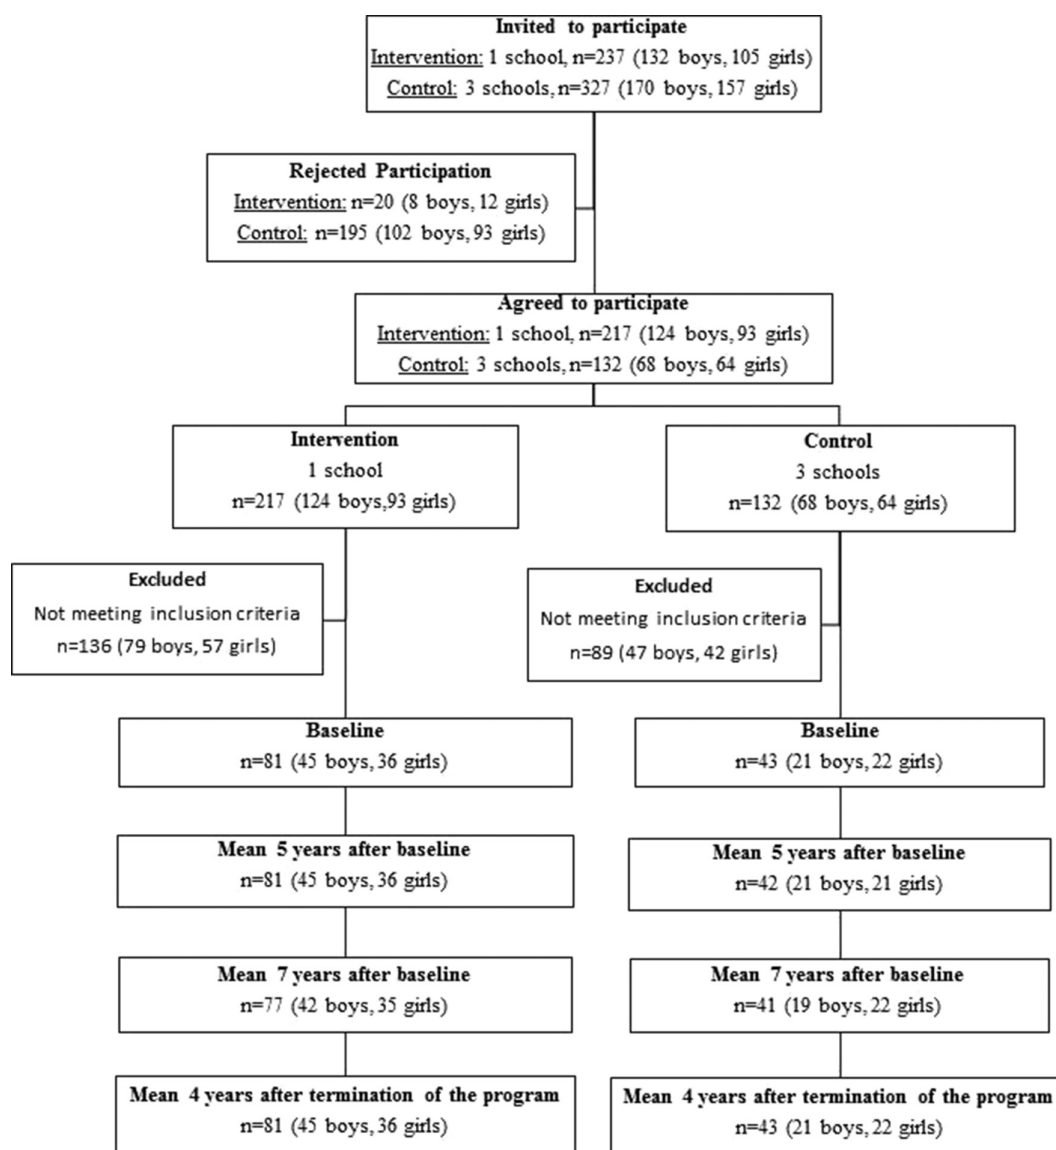 Invited to participate
Intervention: 1 school, n=237 (132 boys, 105 girls)
Control: 3 schools, n=327 (170 boys, 157 girls)
Rejected Participation
Intervention: n=20 (8 boys, 12 girls)
Control: n=195 (102 boys, 93 girls)
Agreed to participate
Intervention: 1 school, n=217 (124 boys, 93 girls)
Control: 3 schools, n=132 (68 boys, 64 girls)
Intervention
1 school
n=217 (124 boys,93 girls)
Control
3 schools
n=132 (68 boys, 64 girls)
Excluded
Not meeting inclusion criteria
n=136 (79 boys, 57 girls)
Excluded
Not meeting inclusion criteria
n=89 (47 boys, 42 girls)
Baseline
n=81 (45 boys, 36 girls)
Baseline
n=43 (21 boys, 22 girls)
Mean 5 years after baseline
n=81 (45 boys, 36 girls)
Mean 5 years after baseline
n=42 (21 boys, 21 girls)
Mean 7 years after baseline
n=77 (42 boys, 35 girls)
Mean 7 years after baseline
n=41 (19 boys, 22 girls)
Mean 4 years after termination of the program
n=81 (45 boys, 36 girls)
Mean 4 years after termination of the program
n=43 (21 boys, 22 girls)